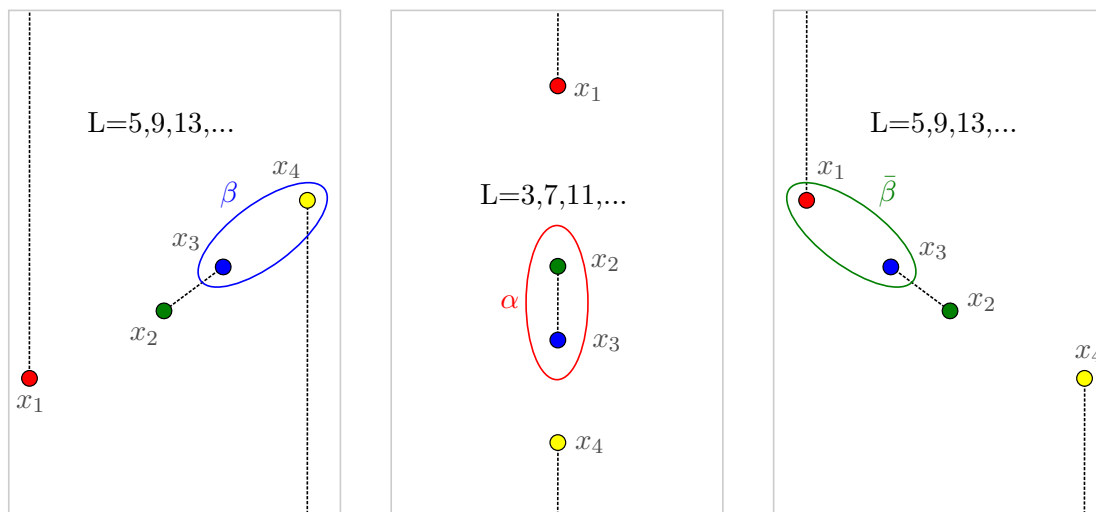 L=5,9,13,...
x₄
β
x₃
x₂
x₁
x₁
L=3,7,11,...
x₂
α
x₃
x₄
L=5,9,13,...
x₁
β̄
x₃
x₂
x₄